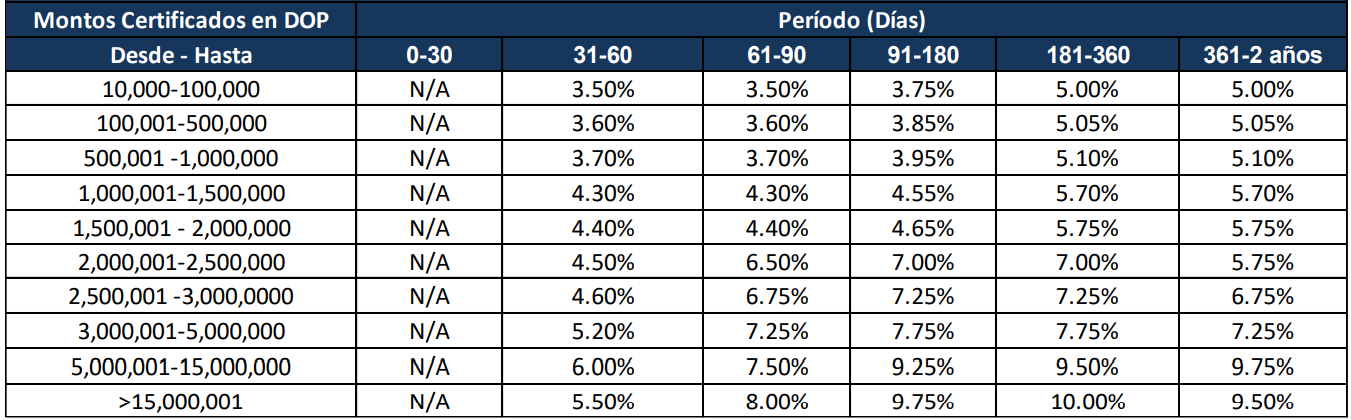 Montos Certificados en DOP Período (Días)
Desde - Hasta 0-30 31-60 61-90 91-180 181-360 361-2 años
10,000-100,000 N/A 3.50% 3.50% 3.75% 5.00% 5.00%
100,001-500,000 N/A 3.60% 3.60% 3.85% 5.05% 5.05%
500,001 -1,000,000 N/A 3.70% 3.70% 3.95% 5.10% 5.10%
1,000,001-1,500,000 N/A 4.30% 4.30% 4.55% 5.70% 5.70%
1,500,001 - 2,000,000 N/A 4.40% 4.40% 4.65% 5.75% 5.75%
2,000,001-2,500,000 N/A 4.50% 6.50% 7.00% 7.00% 5.75%
2,500,001 -3,000,0000 N/A 4.60% 6.75% 7.25% 7.25% 6.75%
3,000,001-5,000,000 N/A 5.20% 7.25% 7.75% 7.75% 7.25%
5,000,001-15,000,000 N/A 6.00% 7.50% 9.25% 9.50% 9.75%
>15,000,001 N/A 5.50% 8.00% 9.75% 10.00% 9.50%